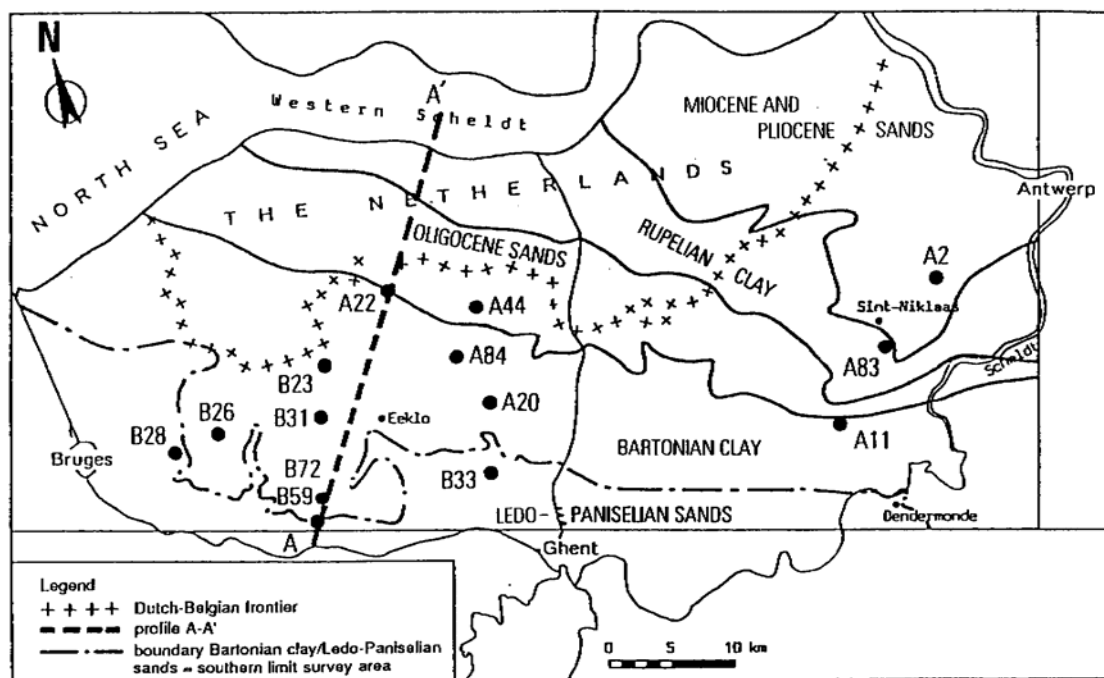 N
A'
Western Scheldt
NORTH SEA
MIOCENE AND
PLIOCENE SANDS
THE NETHERLANDS
Antwerp
OLIGOCENE SANDS
RUPELIAN CLAY
A2
A22
A44
Sint-Niklaas
A84
A83
Scheldt
B23
A20
B26
B31
Eeklo
B28
A11
Bruges
BARTONIAN CLAY
B72
B33
B59
LEDO-PANISELIAN SANDS
Dendermonde
A
Ghent
Legend
++++ Dutch-Belgian frontier
profile A-A'
boundary Bartonian clay/Ledo-Paniselian
sands = southern limit survey area
0 5 10 km